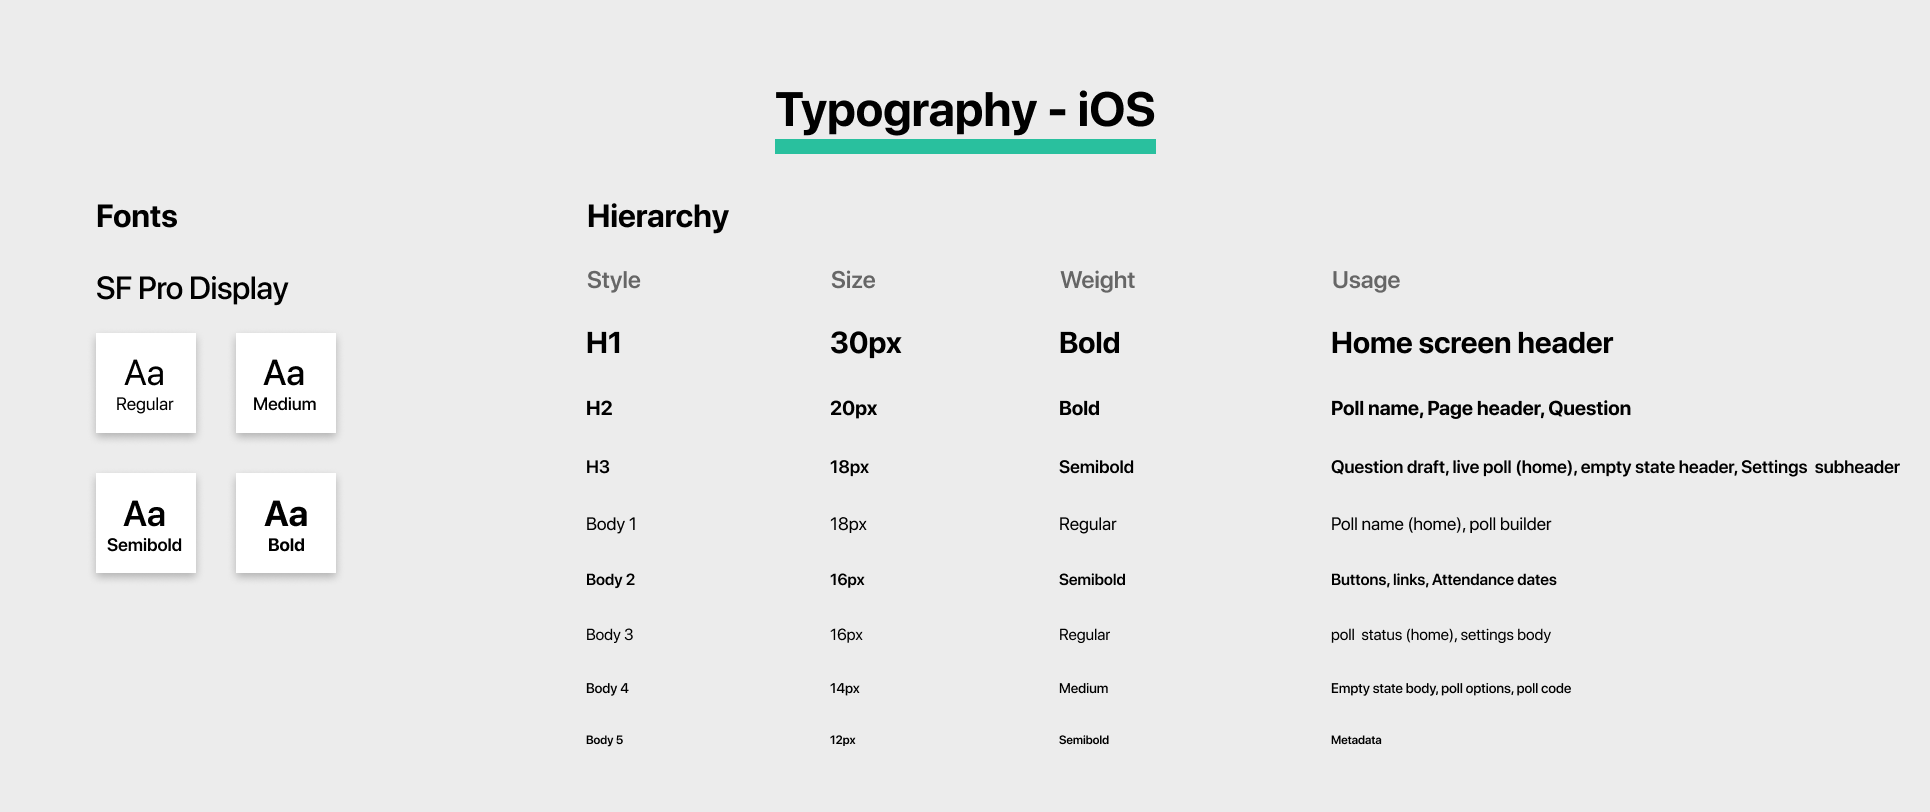 Typography - iOS
Fonts
SF Pro Display
Aa
Regular
Aa
Medium
Aa
Semibold
Aa
Bold
Hierarchy
Style Size Weight Usage
H1 30px Bold Home screen header
H2 20px Bold Poll name, Page header, Question
H3 18px Semibold Question draft, live poll (home), empty state header, Settings  subheader
Body 1 18px Regular Poll name (home), poll builder
Body 2 16px Semibold Buttons, links, Attendance dates
Body 3 16px Regular poll  status (home), settings body
Body 4 14px Medium Empty state body, poll options, poll code
Body 5 12px Semibold Metadata